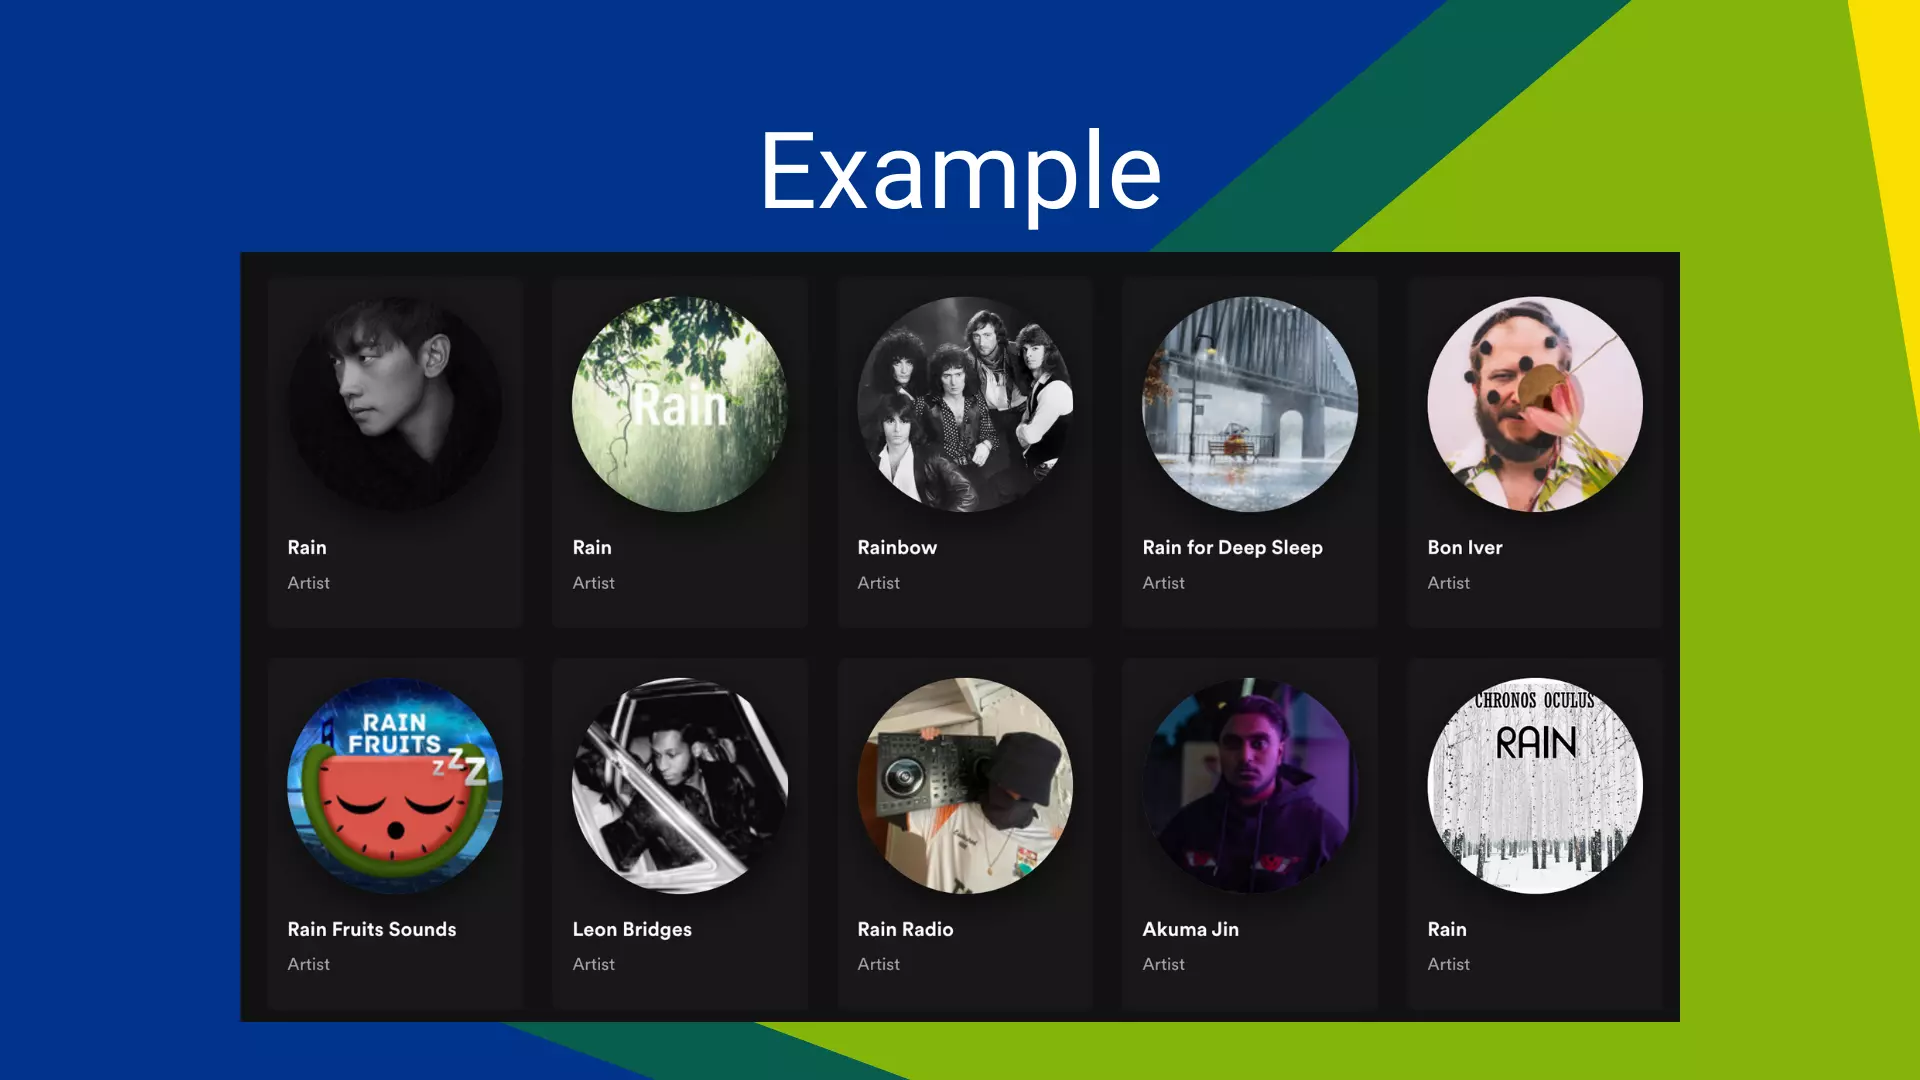 Example
Rain
Rain
Artist
Rain
Artist
Rainbow
Artist
Rain for Deep Sleep
Artist
Bon Iver
Artist
RAIN
FRUITS
z z Z
CHRONOS OCULUS
RAIN
Rain Fruits Sounds
Artist
Leon Bridges
Artist
Rain Radio
Artist
Akuma Jin
Artist
Rain
Artist